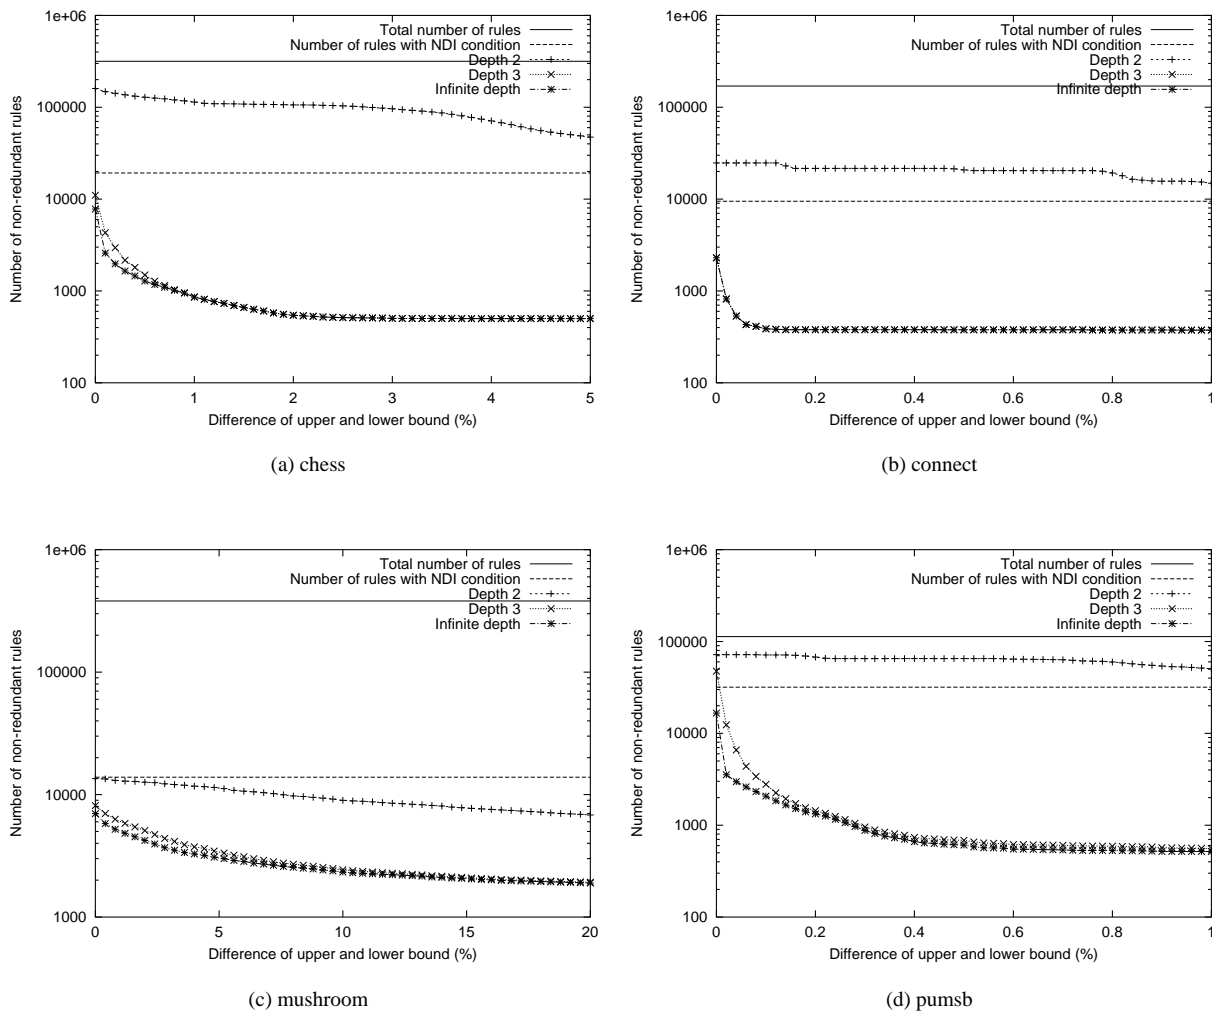 1e+06
100000
10000
1000
100
0
1
2
3
4
5
Number of non-redundant rules
Difference of upper and lower bound (%)
Total number of rules
Number of rules with NDI condition
Depth 2
Depth 3
Infinite depth
(a) chess
1e+06
100000
10000
1000
100
0
0.2
0.4
0.6
0.8
1
Number of non-redundant rules
Difference of upper and lower bound (%)
Total number of rules
Number of rules with NDI condition
Depth 2
Depth 3
Infinite depth
(b) connect
1e+06
100000
10000
1000
0
5
10
15
20
Number of non-redundant rules
Difference of upper and lower bound (%)
Total number of rules
Number of rules with NDI condition
Depth 2
Depth 3
Infinite depth
(c) mushroom
1e+06
100000
10000
1000
100
0
0.2
0.4
0.6
0.8
1
Number of non-redundant rules
Difference of upper and lower bound (%)
Total number of rules
Number of rules with NDI condition
Depth 2
Depth 3
Infinite depth
(d) pumsb